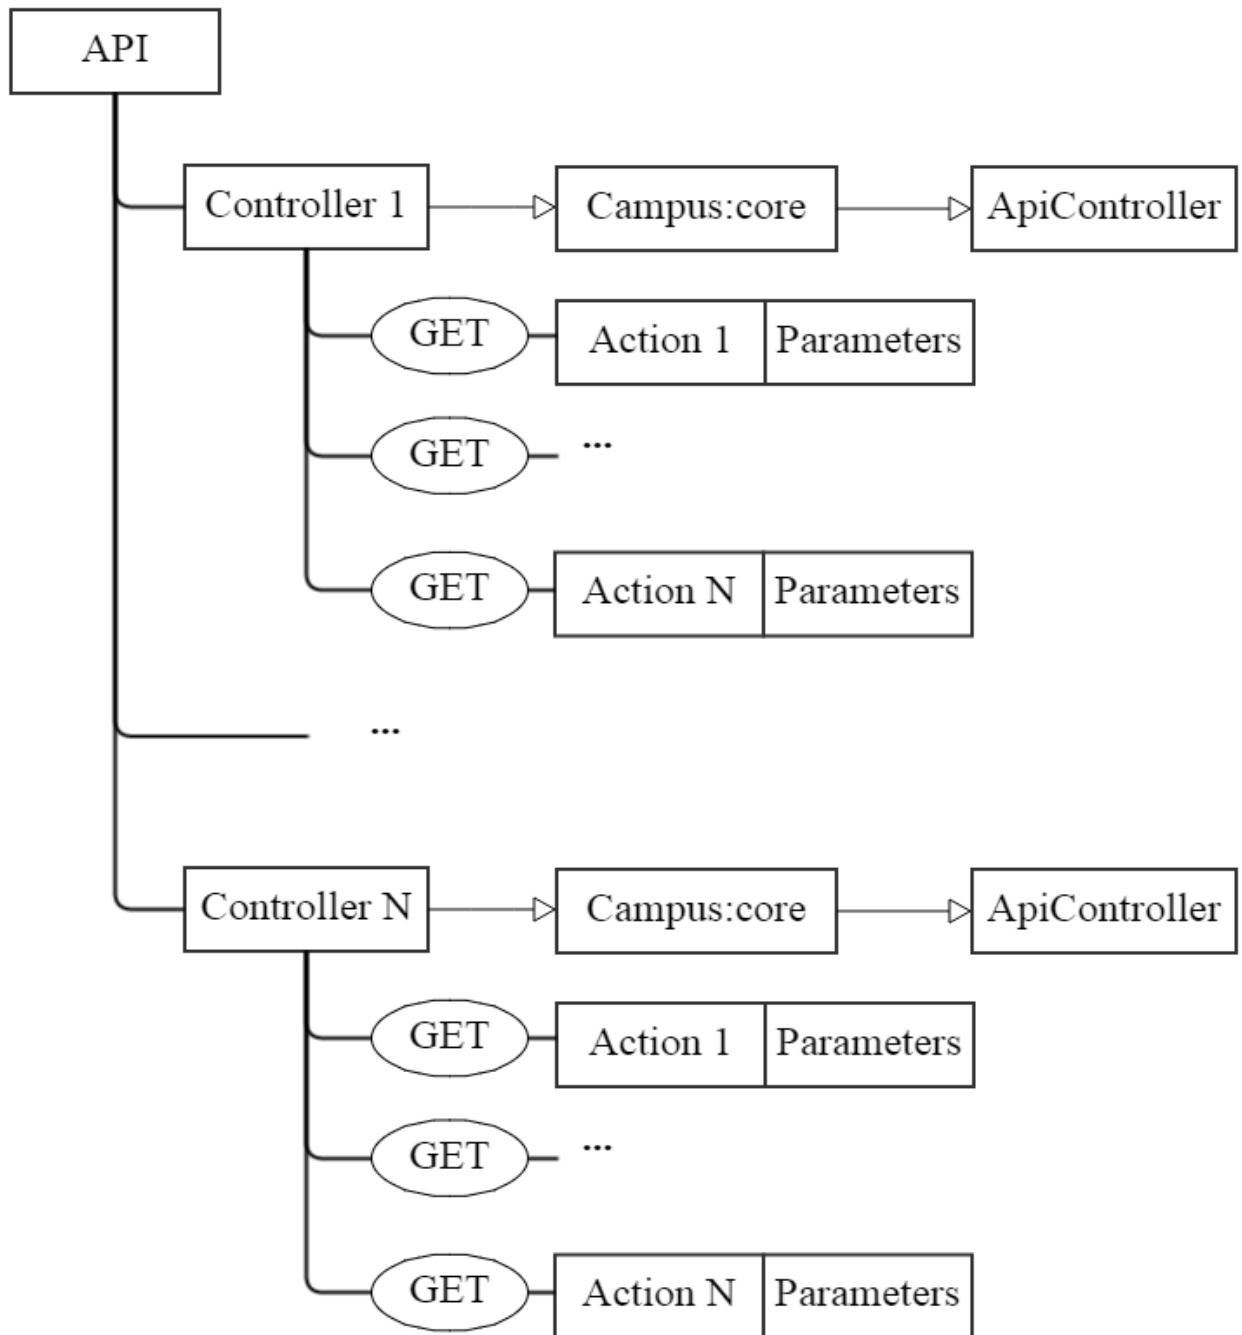 API
Controller 1
Campus:core
ApiController
GET
Action 1
Parameters
GET
...
GET
Action N
Parameters
...
Controller N
Campus:core
ApiController
GET
Action 1
Parameters
GET
...
GET
Action N
Parameters